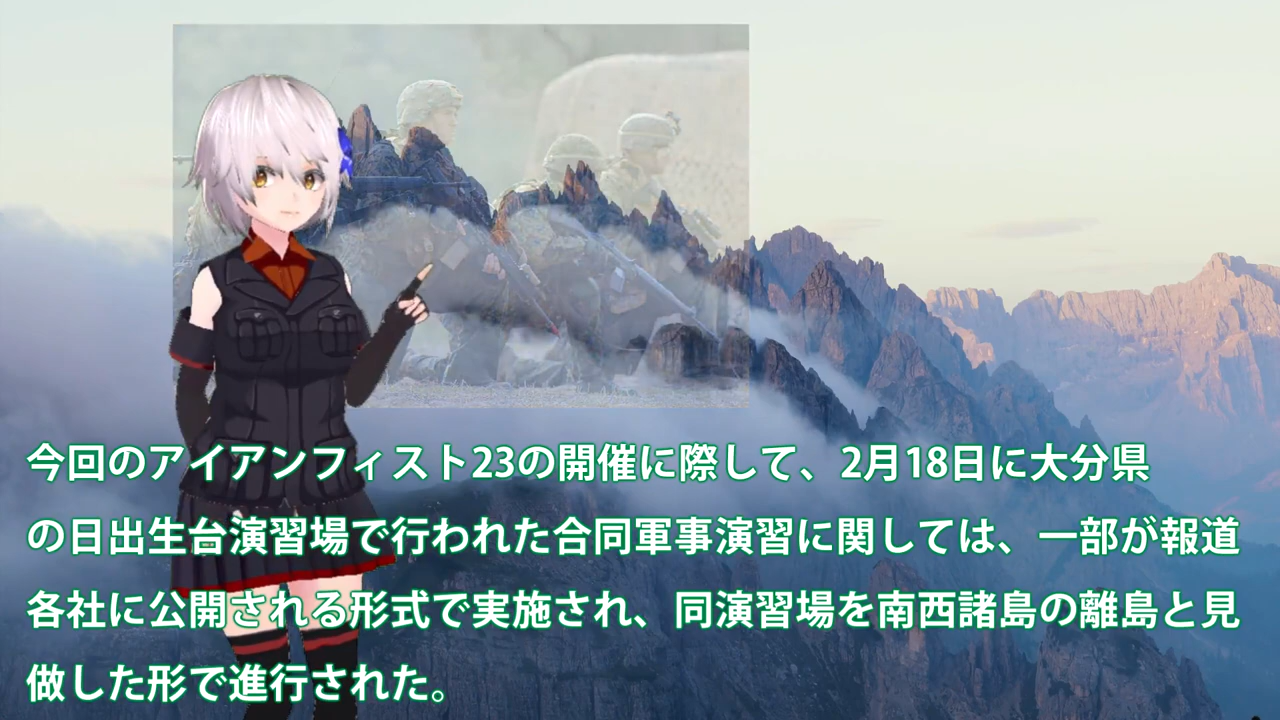 今回のアイアンフィスト23の開催に際して、2月18日に大分県
の日出生台演習場で行われた合同軍事演習に関しては、一部が報道
各社に公開される形式で実施され、同演習場を南西諸島の離島と見
做した形で進行された。